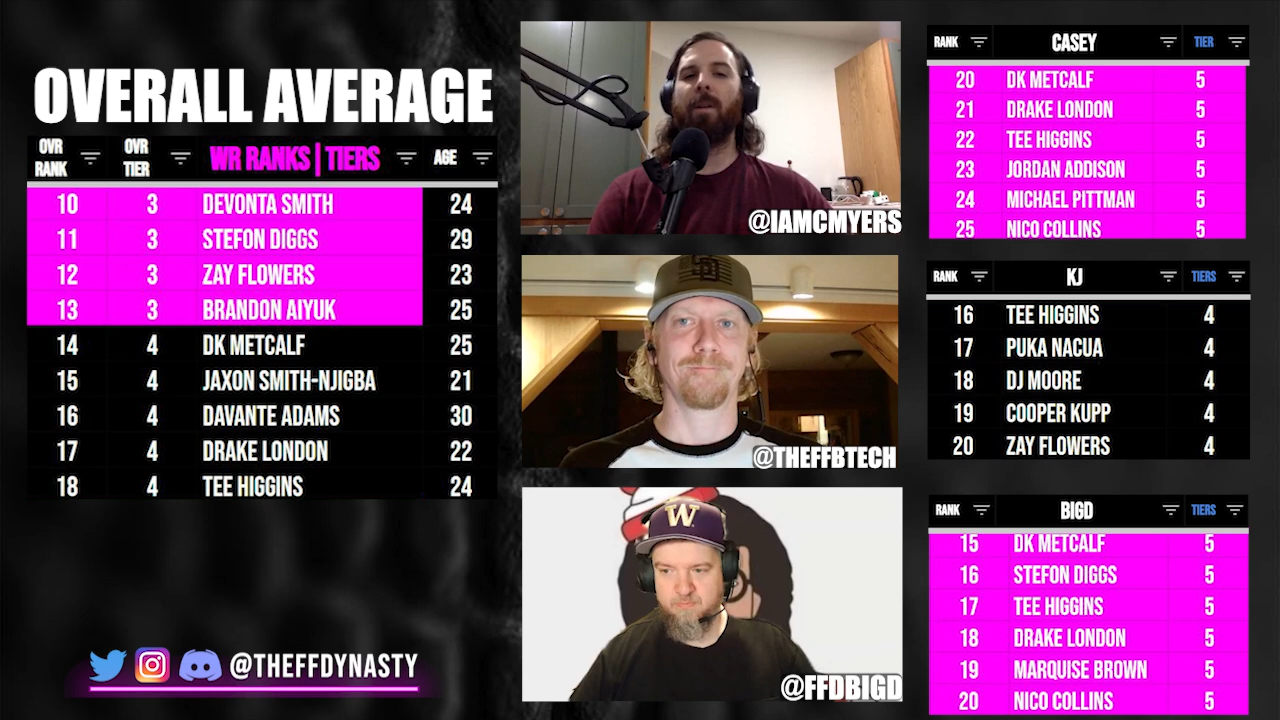 OVERALL AVERAGE
OVR RANK OVR TIER WR RANKS | TIERS AGE
10 3 DEVONTA SMITH 24
11 3 STEFON DIGGS 29
12 3 ZAY FLOWERS 23
13 3 BRANDON AIYUK 25
14 4 DK METCALF 25
15 4 JAXON SMITH-NJIGBA 21
16 4 DAVANTE ADAMS 30
17 4 DRAKE LONDON 22
18 4 TEE HIGGINS 24
@THEFFDYNASTY
@IAMCMYERS
@THEFFBTECH
W
@FFDBIGD
RANK CASEY TIER
20 DK METCALF 5
21 DRAKE LONDON 5
22 TEE HIGGINS 5
23 JORDAN ADDISON 5
24 MICHAEL PITTMAN 5
25 NICO COLLINS 5
RANK KJ TIERS
16 TEE HIGGINS 4
17 PUKA NACUA 4
18 DJ MOORE 4
19 COOPER KUPP 4
20 ZAY FLOWERS 4
RANK BIGD TIERS
15 DK METCALF 5
16 STEFON DIGGS 5
17 TEE HIGGINS 5
18 DRAKE LONDON 5
19 MARQUISE BROWN 5
20 NICO COLLINS 5